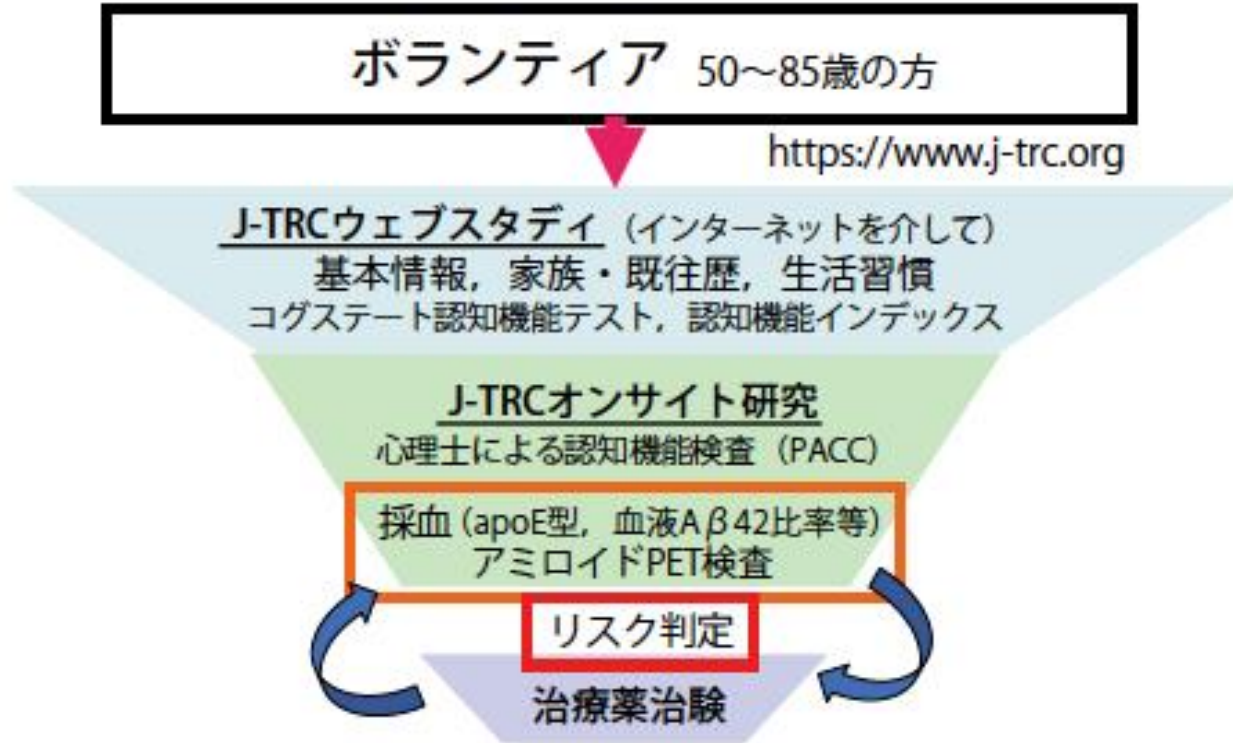 ボランティア 50～85歳の方
https://www.j-trc.org
J-TRCウェブスタディ（インターネットを介して）
基本情報，家族・既往歴，生活習慣
コグステート認知機能テスト，認知機能インデックス
J-TRCオンサイト研究
心理士による認知機能検査（PACC）
採血（apoE型，血液Aβ42比率等）
アミロイドPET検査
リスク判定
治療薬治験